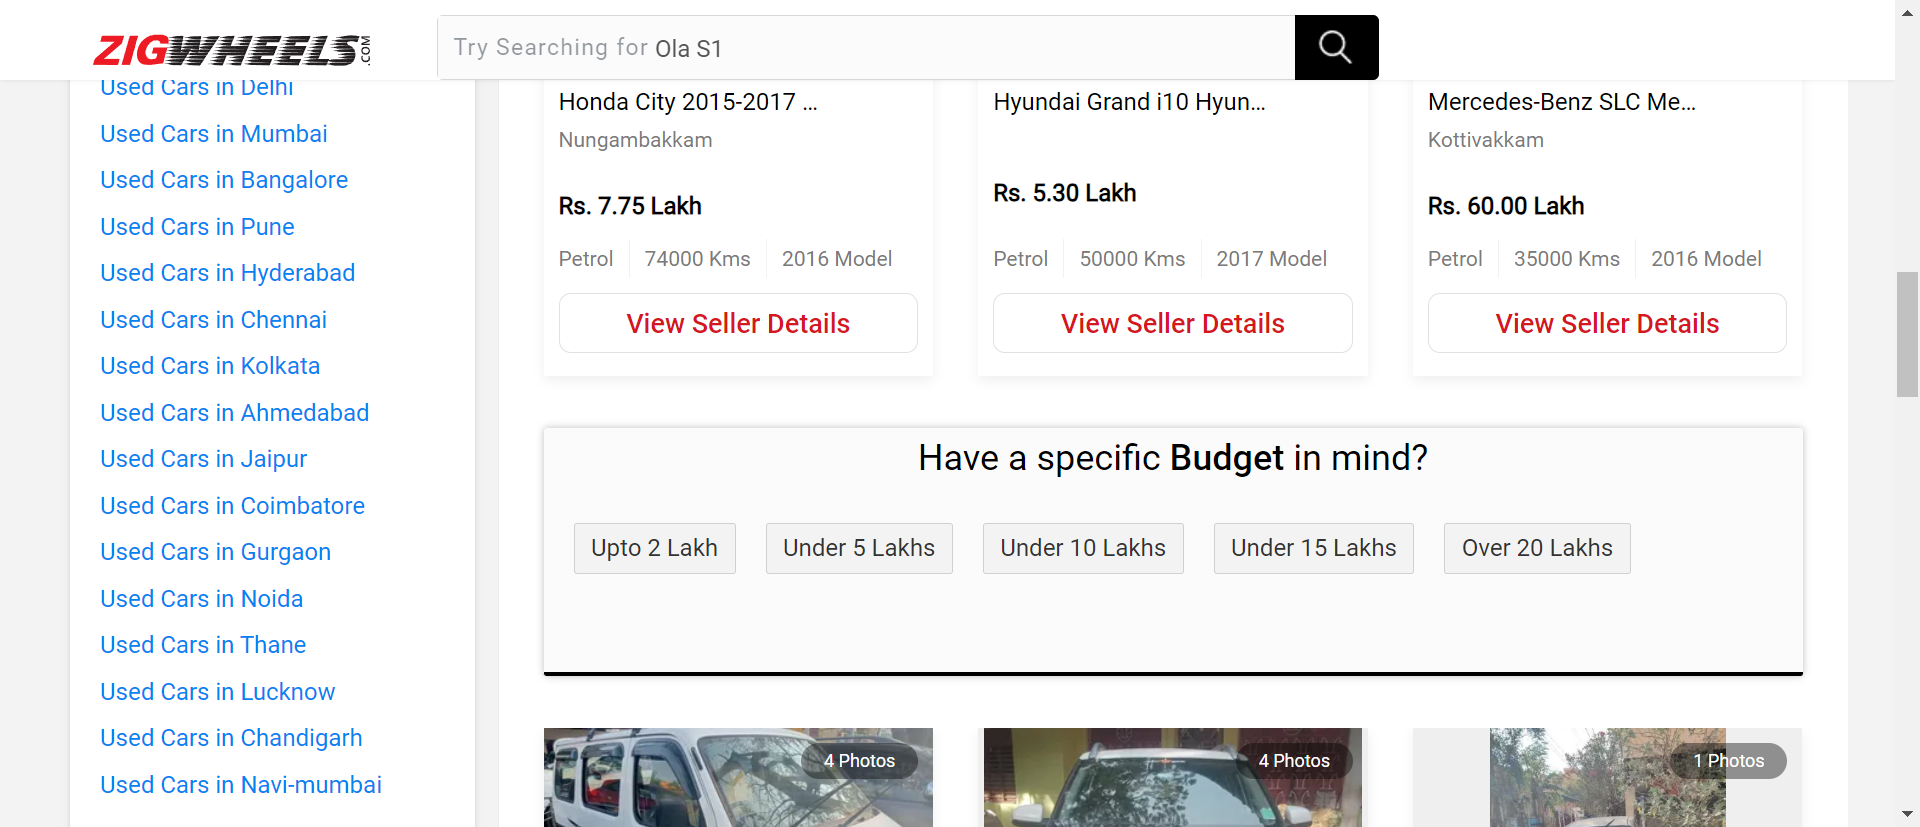 ZIGWHEELS.COM
Try Searching for Ola S1
Used Cars in Delhi
Used Cars in Mumbai
Used Cars in Bangalore
Used Cars in Pune
Used Cars in Hyderabad
Used Cars in Chennai
Used Cars in Kolkata
Used Cars in Ahmedabad
Used Cars in Jaipur
Used Cars in Coimbatore
Used Cars in Gurgaon
Used Cars in Noida
Used Cars in Thane
Used Cars in Lucknow
Used Cars in Chandigarh
Used Cars in Navi-mumbai
Honda City 2015-2017 ...
Nungambakkam
Rs. 7.75 Lakh
Petrol 74000 Kms 2016 Model
View Seller Details
Hyundai Grand i10 Hyun...
Rs. 5.30 Lakh
Petrol 50000 Kms 2017 Model
View Seller Details
Mercedes-Benz SLC Me...
Kottivakkam
Rs. 60.00 Lakh
Petrol 35000 Kms 2016 Model
View Seller Details
Have a specific Budget in mind?
Upto 2 Lakh
Under 5 Lakhs
Under 10 Lakhs
Under 15 Lakhs
Over 20 Lakhs
4 Photos
4 Photos
1 Photos